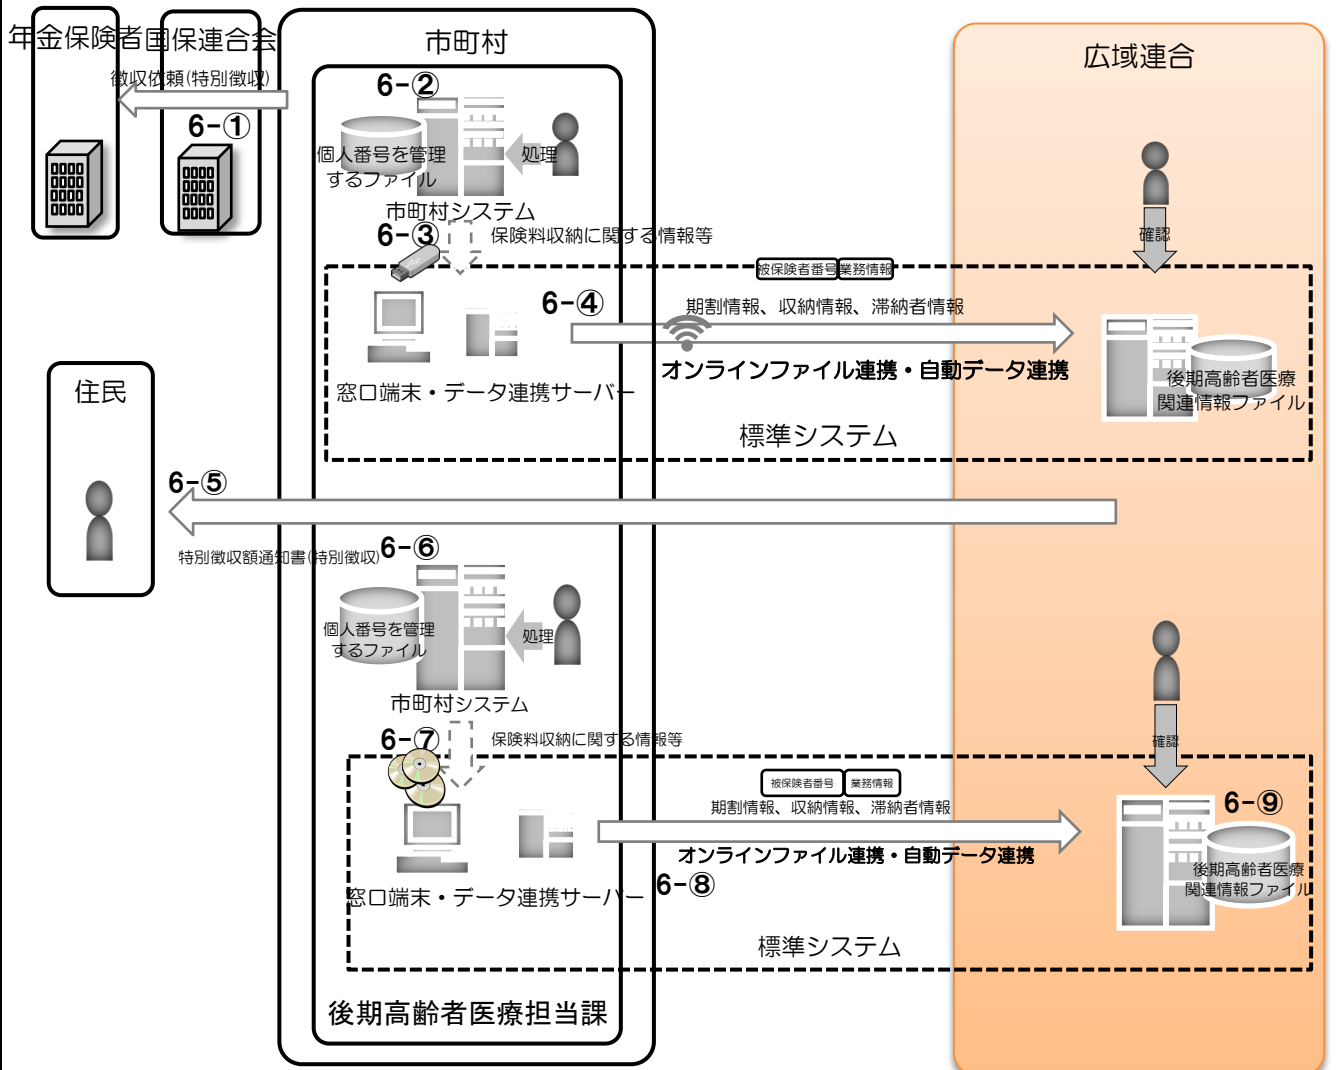 年金保険者
国保連合会
市町村
広域連合
徴収依頼(特別徴収)
6-①
6-②
個人番号を管理
するファイル
処理
市町村システム
6-③
保険料収納に関する情報等
確認
被保険者番号
業務情報
6-④
期割情報、収納情報、滞納者情報
オンラインファイル連携・自動データ連携
窓口端末・データ連携サーバー
後期高齢者医療
関連情報ファイル
標準システム
住民
6-⑤
特別徴収額通知書(特別徴収)
6-⑥
個人番号を管理
するファイル
処理
市町村システム
6-⑦
保険料収納に関する情報等
確認
被保険者番号
業務情報
期割情報、収納情報、滞納者情報
6-⑨
オンラインファイル連携・自動データ連携
6-⑧
窓口端末・データ連携サーバー
後期高齢者医療
関連情報ファイル
標準システム
後期高齢者医療担当課